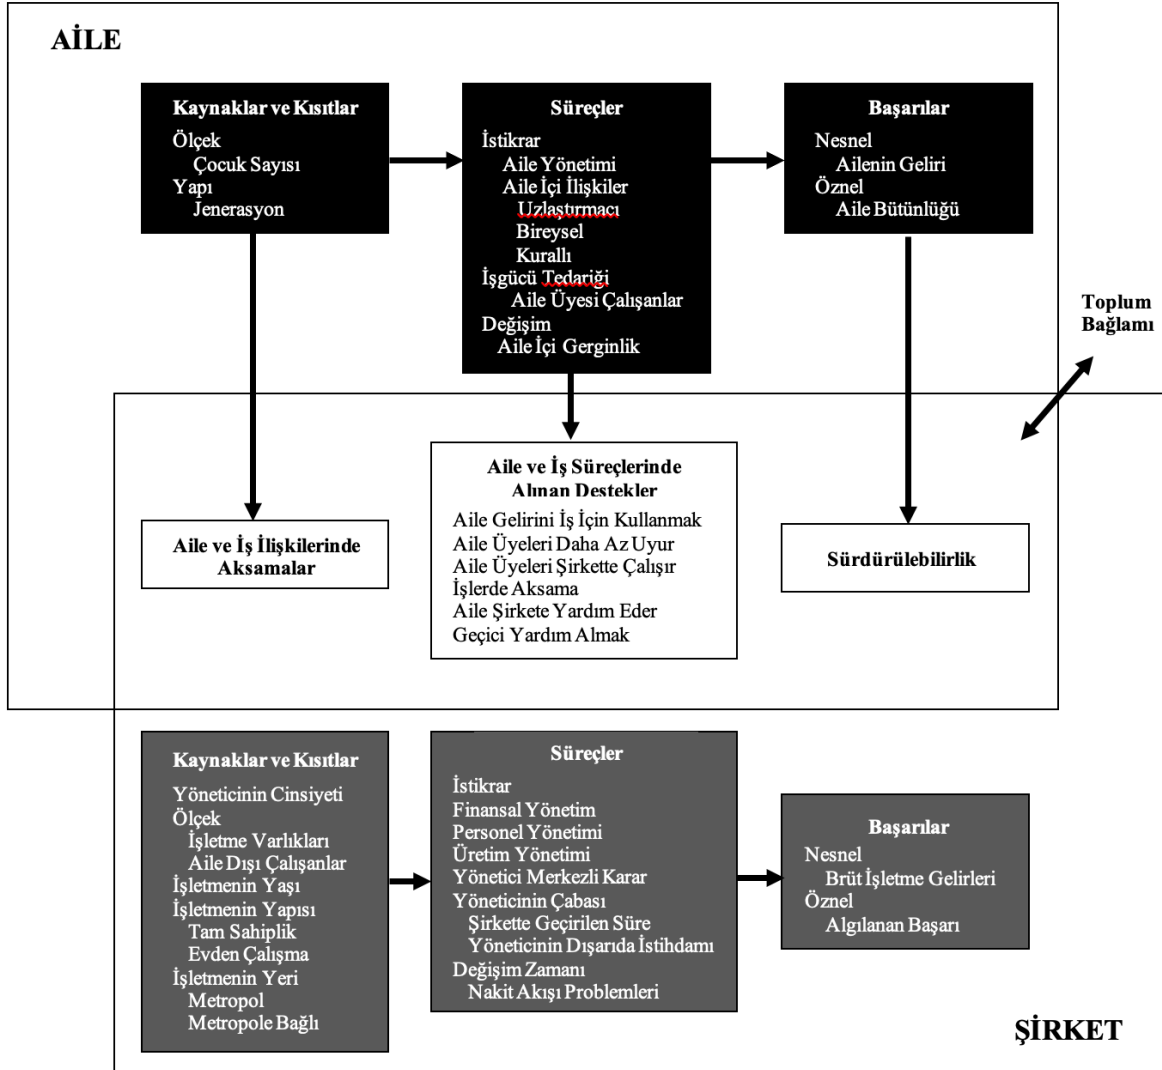 AİLE
Kaynaklar ve Kısıtlar
Ölçek
Çocuk Sayısı
Yapı
Jenerasyon
Süreçler
İstikrar
Aile Yönetimi
Aile İçi İlişkiler
Uzlaştırmacı
Bireysel
Kurallı
İşgücü Tedariği
Aile Üyesi Çalışanlar
Değişim
Aile İçi Gerginlik
Başarılar
Nesnel
Ailenin Geliri
Öznel
Aile Bütünlüğü
Toplum
Bağlamı
Aile ve İş İlişkilerinde
Aksamalar
Aile ve İş Süreçlerinde
Alınan Destekler
Aile Gelirini İş İçin Kullanmak
Aile Üyeleri Daha Az Uyur
Aile Üyeleri Şirkette Çalışır
İşlerde Aksama
Aile Şirkete Yardım Eder
Geçici Yardım Almak
Sürdürülebilirlik
Kaynaklar ve Kısıtlar
Yöneticinin Cinsiyeti
Ölçek
İşletme Varlıkları
Aile Dışı Çalışanlar
İşletmenin Yaşı
İşletmenin Yapısı
Tam Sahiplik
Evden Çalışma
İşletmenin Yeri
Metropol
Metropole Bağlı
Süreçler
İstikrar
Finansal Yönetim
Personel Yönetimi
Üretim Yönetimi
Yönetici Merkezli Karar
Yöneticinin Çabası
Şirkette Geçirilen Süre
Yöneticinin Dışarıda İstihdamı
Değişim Zamanı
Nakit Akışı Problemleri
Başarılar
Nesnel
Brüt İşletme Gelirleri
Öznel
Algılanan Başarı
ŞİRKET